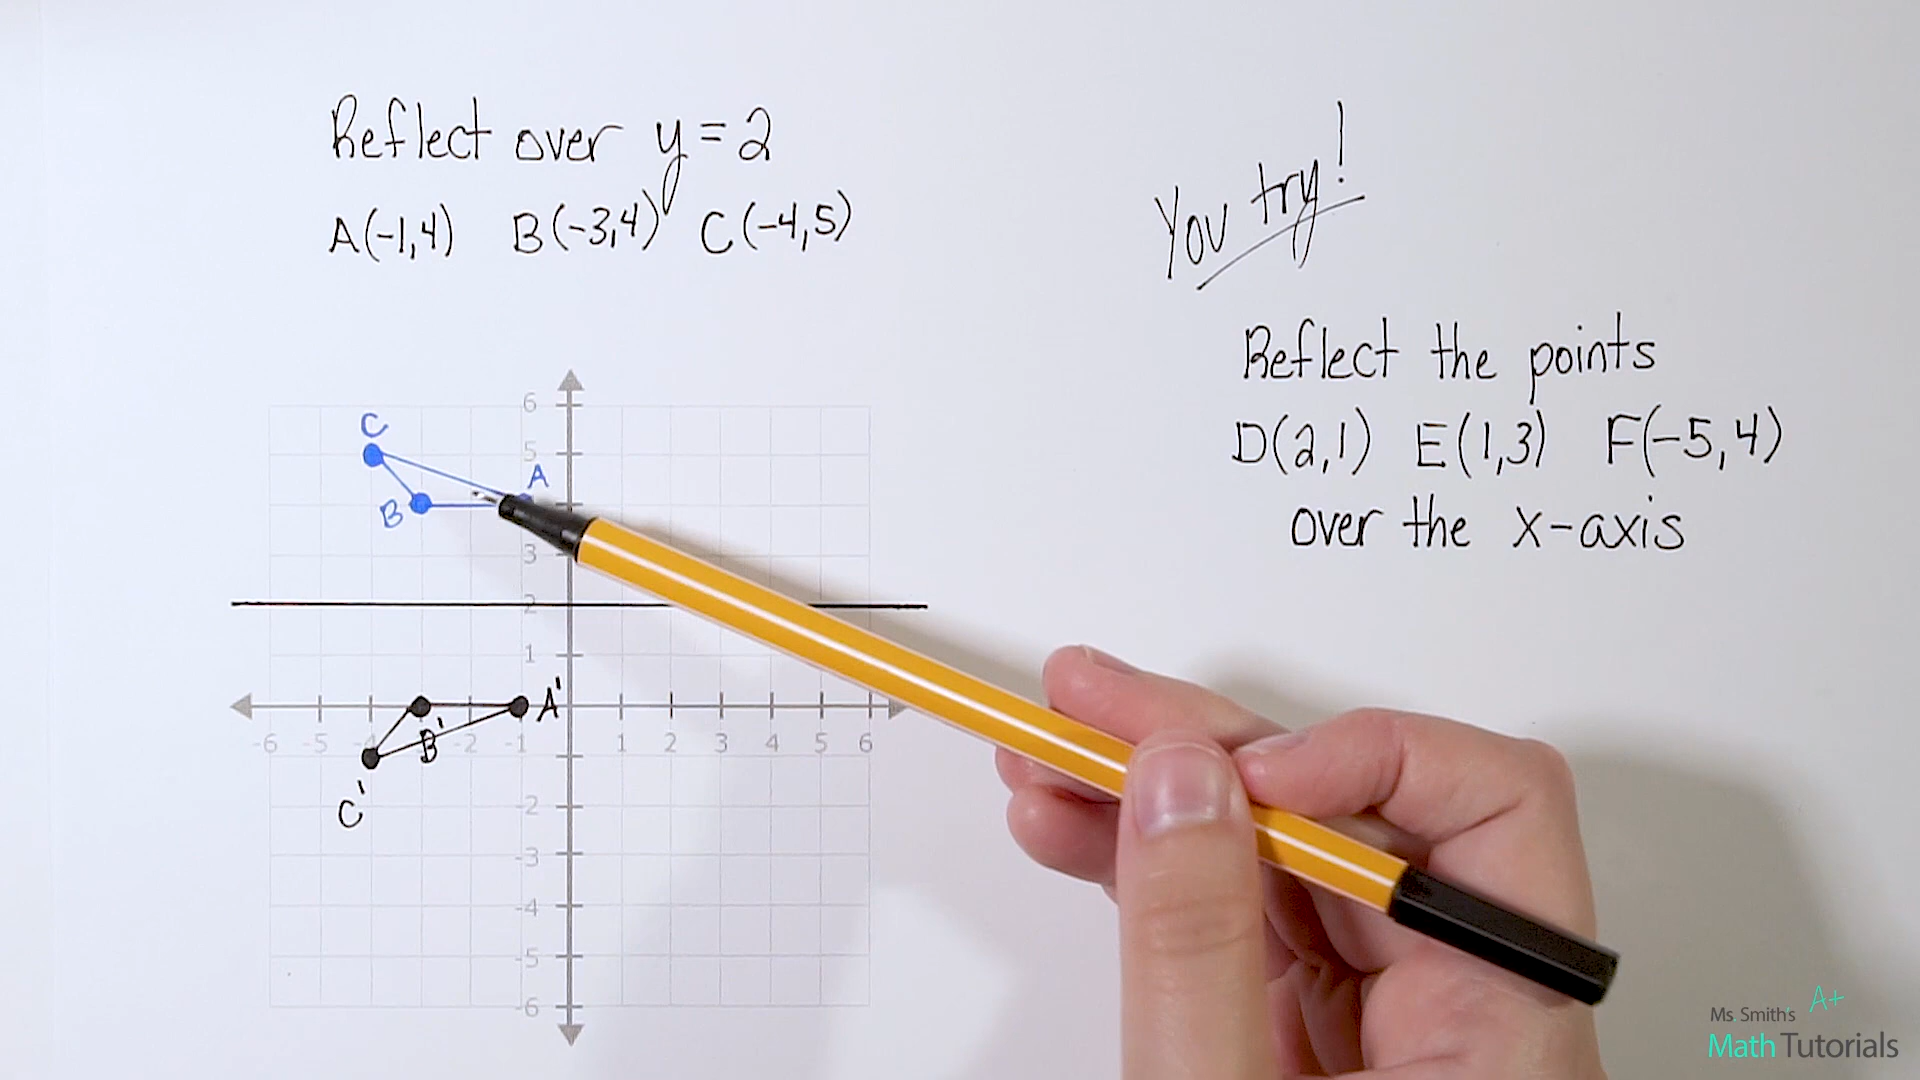 Reflect over y=2
A(-1,4) B(-3,4) C(-4,5)
You try!
Reflect the points
D(2,1) E(1,3) F(-5,4)
over the x-axis
6
C
5
A
B
3
2
1
A'
B'
-6 -5 -4 -2 -1 1 2 3 4 5 6
C'
-2
-3
-4
-5
-6
Ms Smith's A+
Math Tutorials